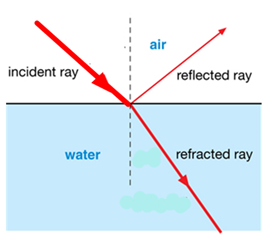 air
incident ray
reflected ray
water
refracted ray